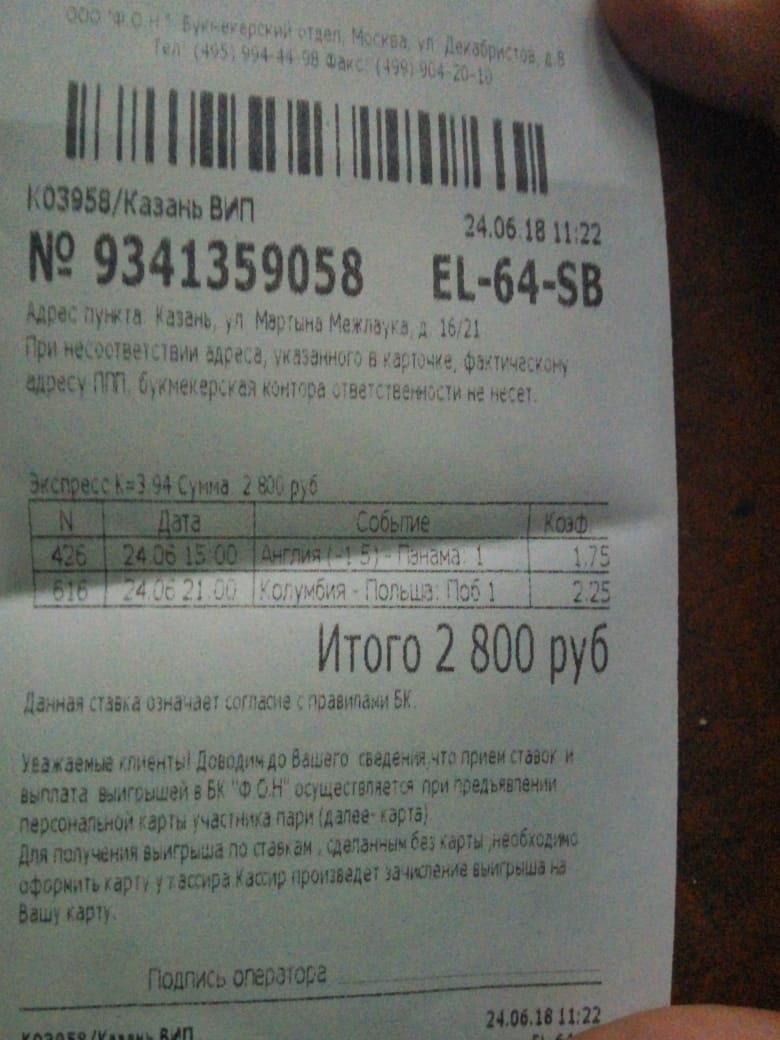 ООО "Ф.О.Н." Букмекерский отдел, Москва, ул. Декабристов, д.8
Тел: (495) 994-44-98 Факс: (499) 904-20-10
К03958/Казань ВИП
24.06.18 11:22
№ 9341359058 EL-64-SB
Адрес пункта: Казань, ул. Мартына Межлаука, д. 16/21
При несоответствии адреса, указанного в карточке, фактическому
адресу ППП, букмекерская контора ответственности не несет.
Экспресс К=3.94 Сумма: 2 800 руб
N Дата Событие Коэф.
426 24.06 15:00 Англия (-1.5) - Панама: 1 1.75
616 24.06 21:00 Колумбия - Польша: Поб 1 2.25
Итого 2 800 руб
Данная ставка означает согласие с правилами БК.
Уважаемые клиенты! Доводим до Вашего сведения,что прием ставок и
выплата выигрышей в БК "Ф.О.Н" осуществляется при предъявлении
персональной карты участника пари (далее- карта).
Для получения выигрыша по ставкам , сделанным без карты ,необходимо
оформить карту у кассира.Кассир произведет зачисление выигрыша на
Вашу карту.
Подпись оператора
24.06.18 11:22
К03958/Казань ВИП